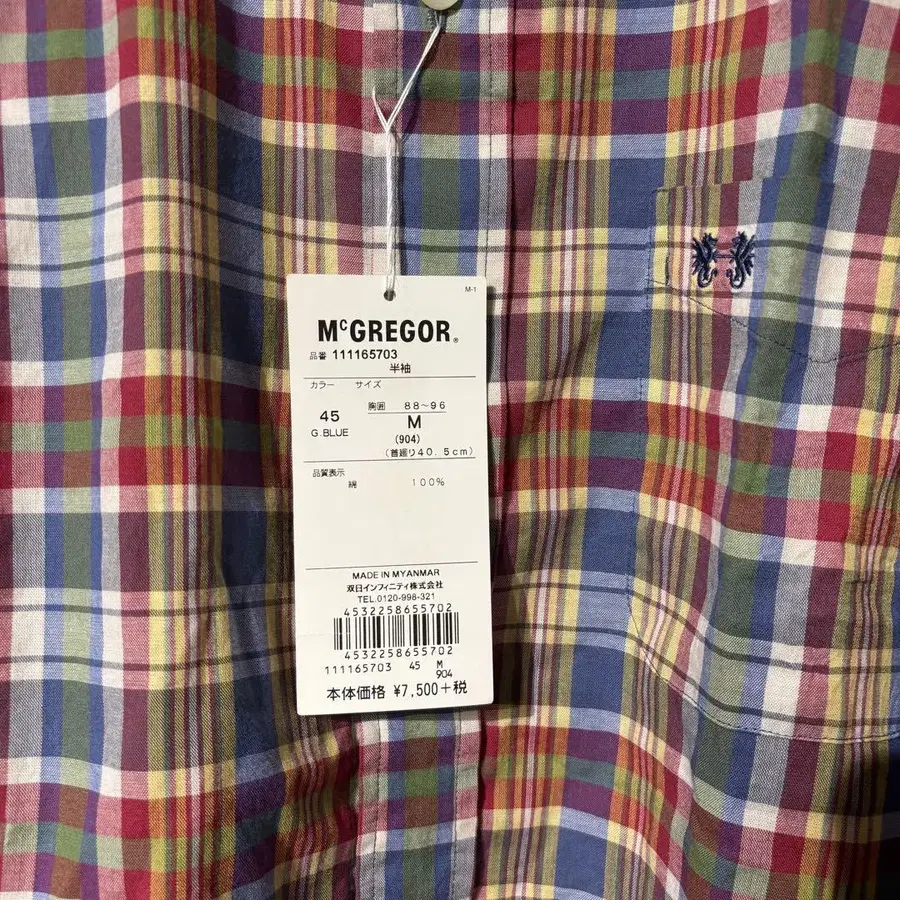 M-1
McGREGOR®
品番 111165703
半袖
カラー サイズ
胸囲 88～96
45 M
G.BLUE (904)
(首廻り40.5cm)
品質表示
綿 100%
MADE IN MYANMAR
双日インフィニティ株式会社
TEL.0120-998-321
4532258655702
4532258655702
111165703 45 M
904
本体価格 ¥7,500+税